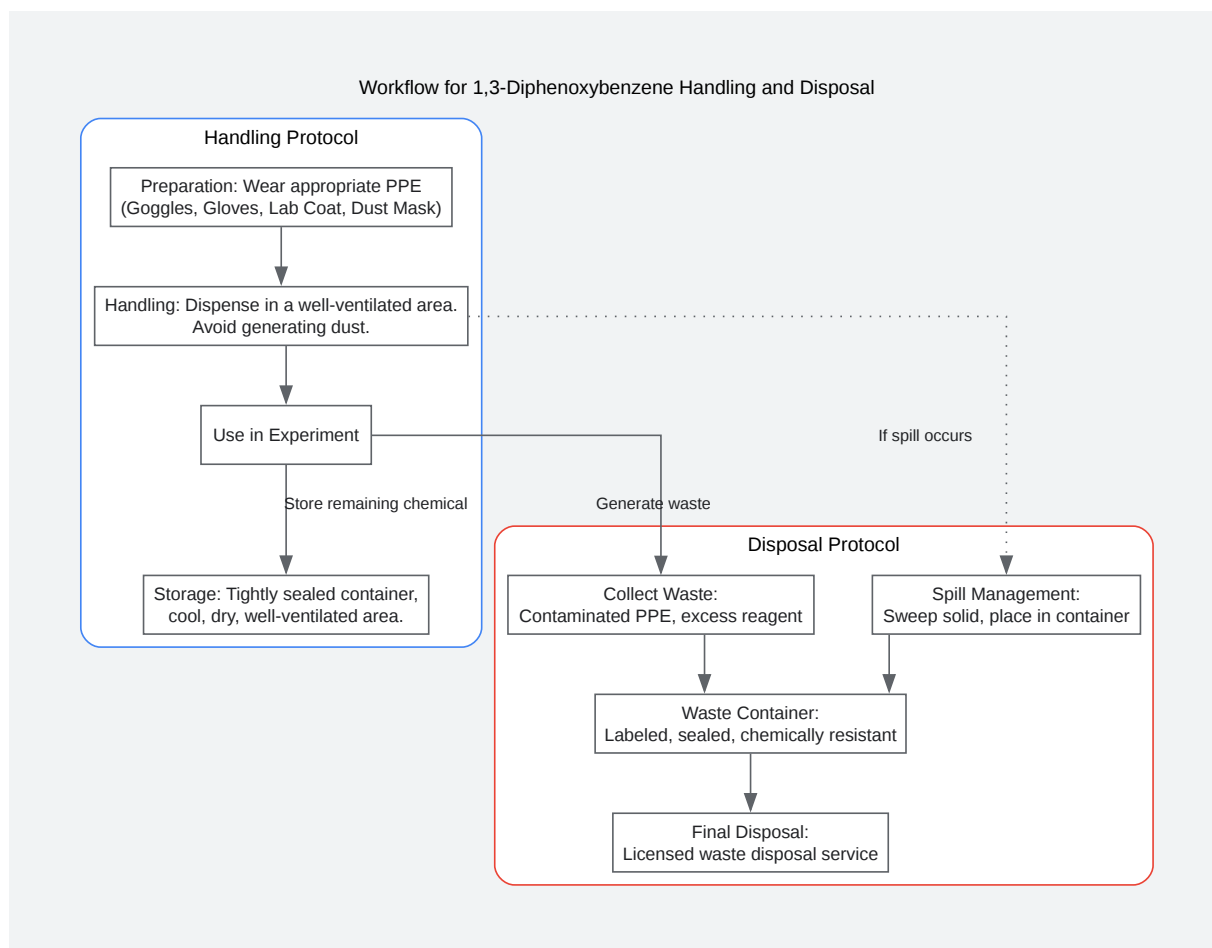 Workflow for 1,3-Diphenoxybenzene Handling and Disposal
Handling Protocol
Preparation: Wear appropriate PPE
(Goggles, Gloves, Lab Coat, Dust Mask)
Handling: Dispense in a well-ventilated area.
Avoid generating dust.
Use in Experiment
If spill occurs
Store remaining chemical
Generate waste
Storage: Tightly sealed container,
cool, dry, well-ventilated area.
Disposal Protocol
Collect Waste:
Contaminated PPE, excess reagent
Spill Management:
Sweep solid, place in container
Waste Container:
Labeled, sealed, chemically resistant
Final Disposal:
Licensed waste disposal service